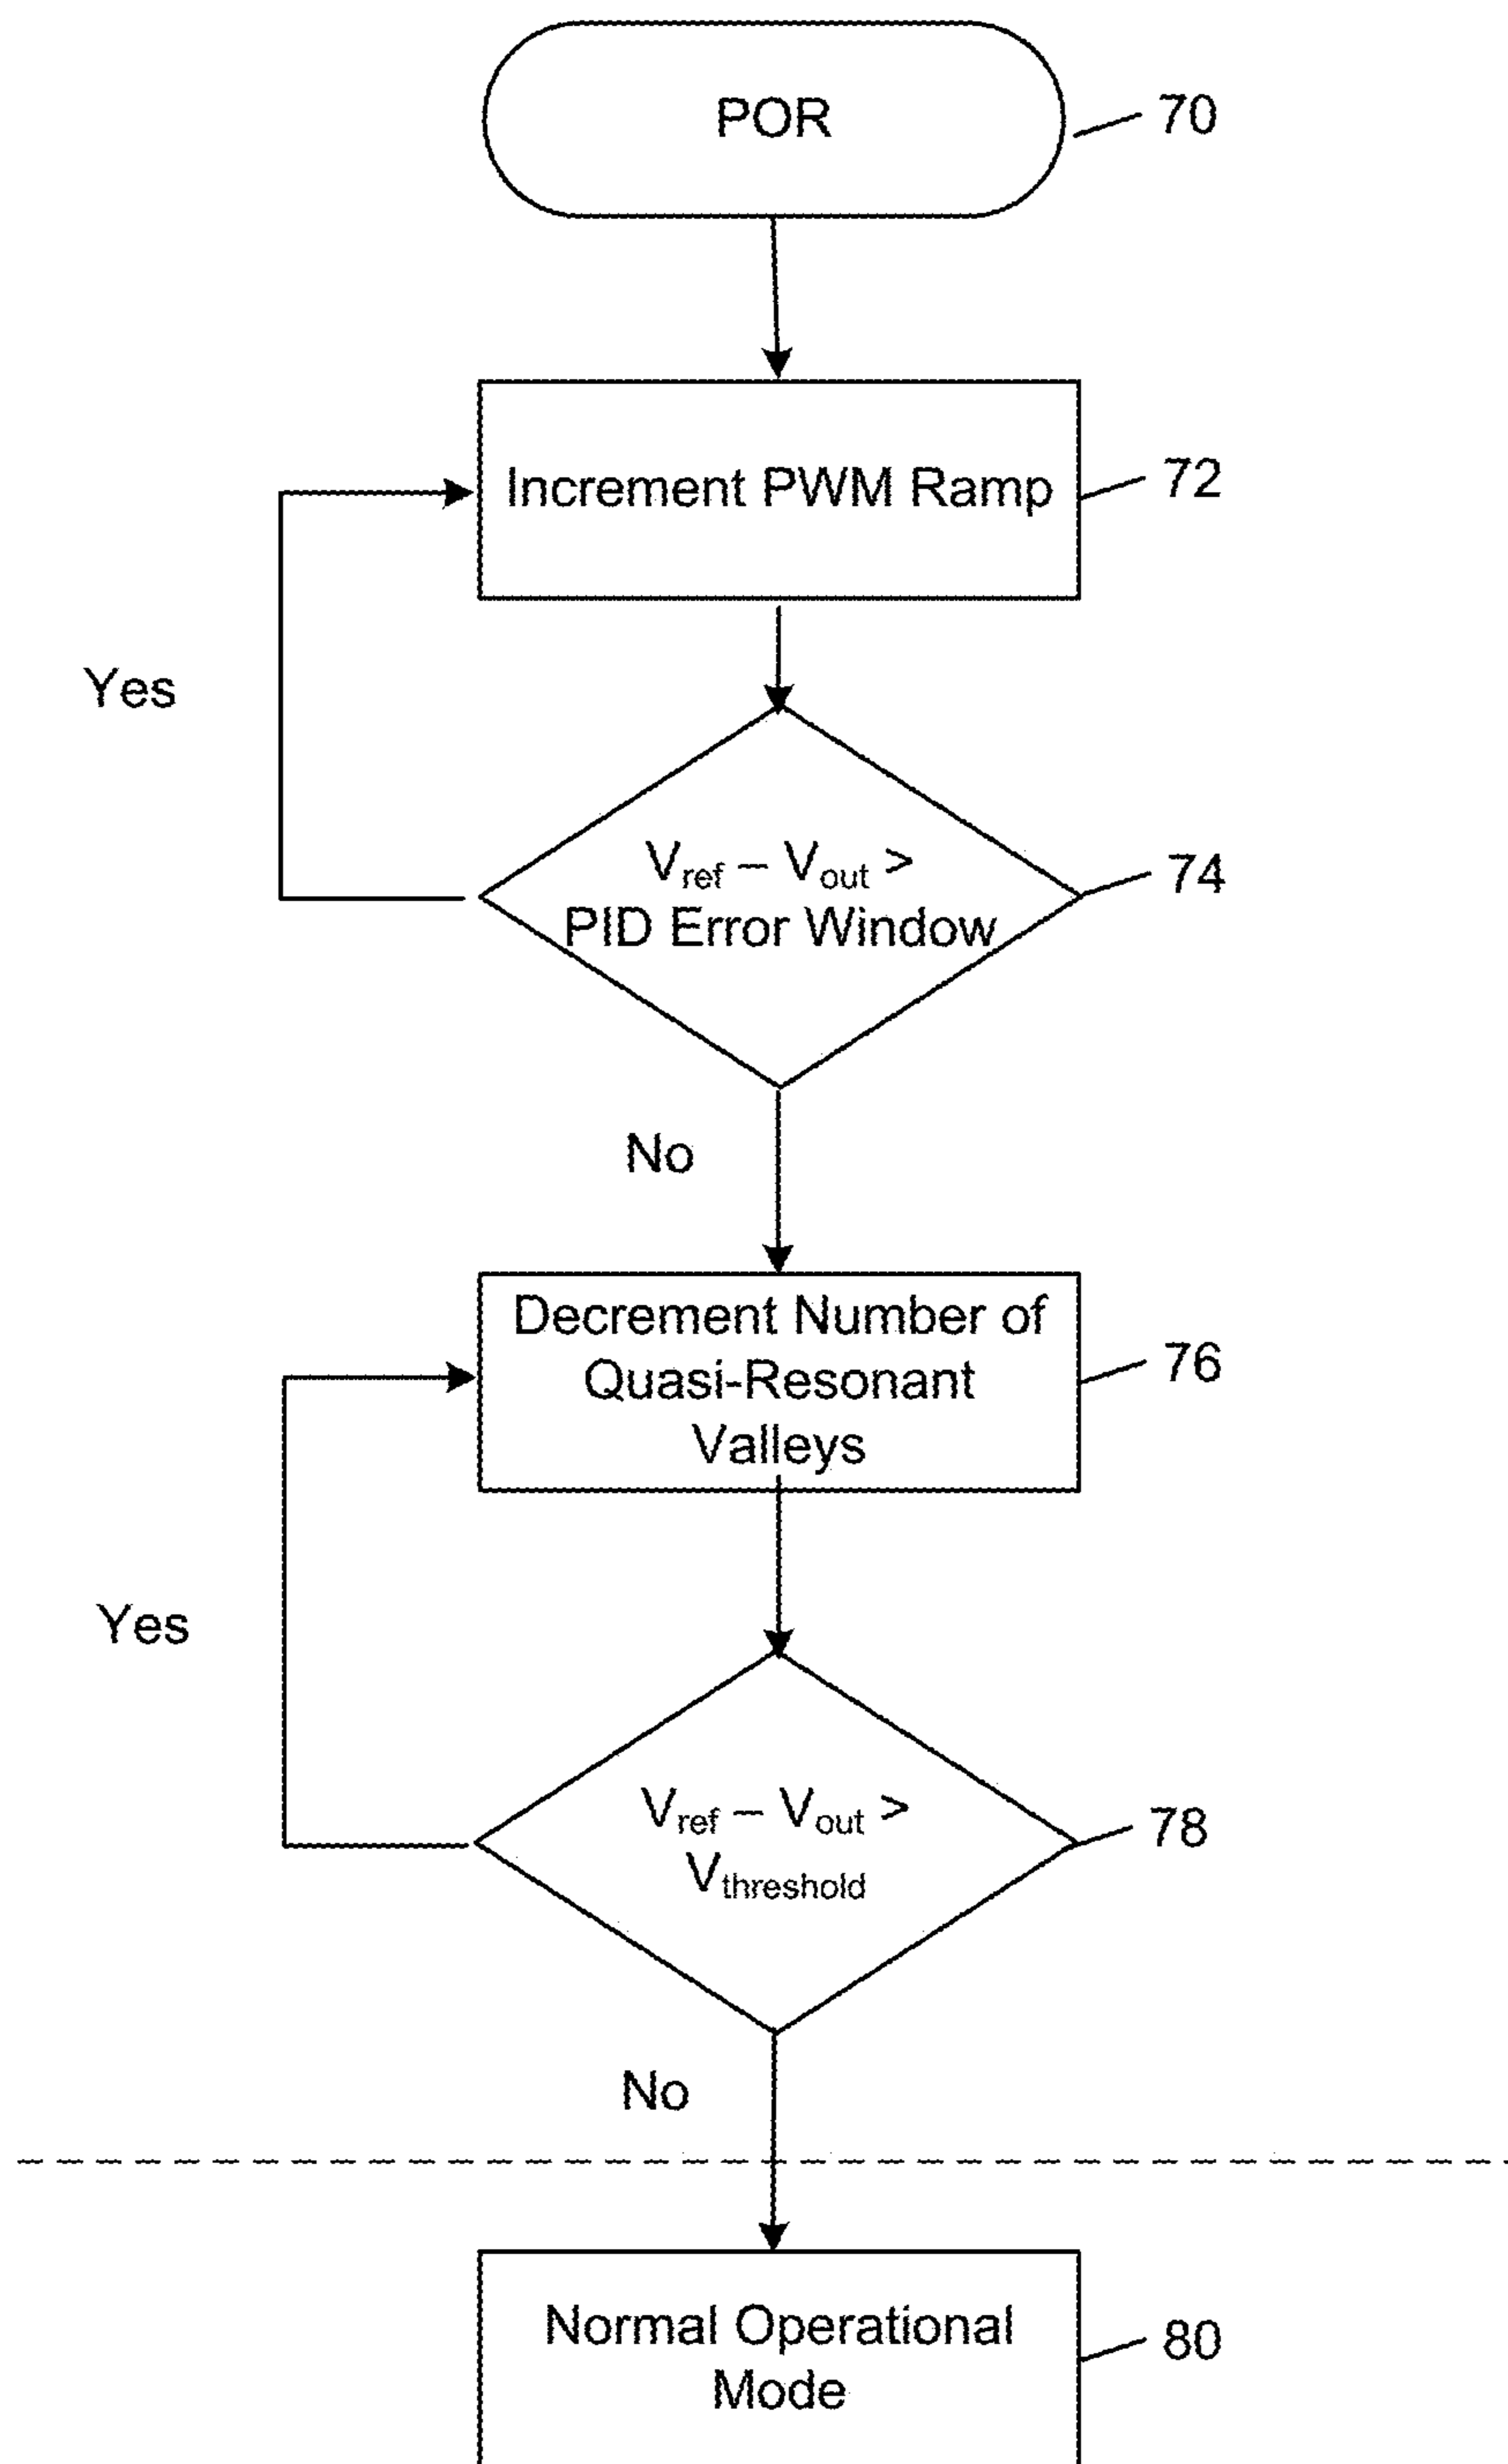 POR
70
Increment PWM Ramp
72
Yes
Vref – Vout >
PID Error Window
74
No
Decrement Number of
Quasi-Resonant
Valleys
76
Yes
Vref – Vout >
Vthreshold
78
No
Normal Operational
Mode
80